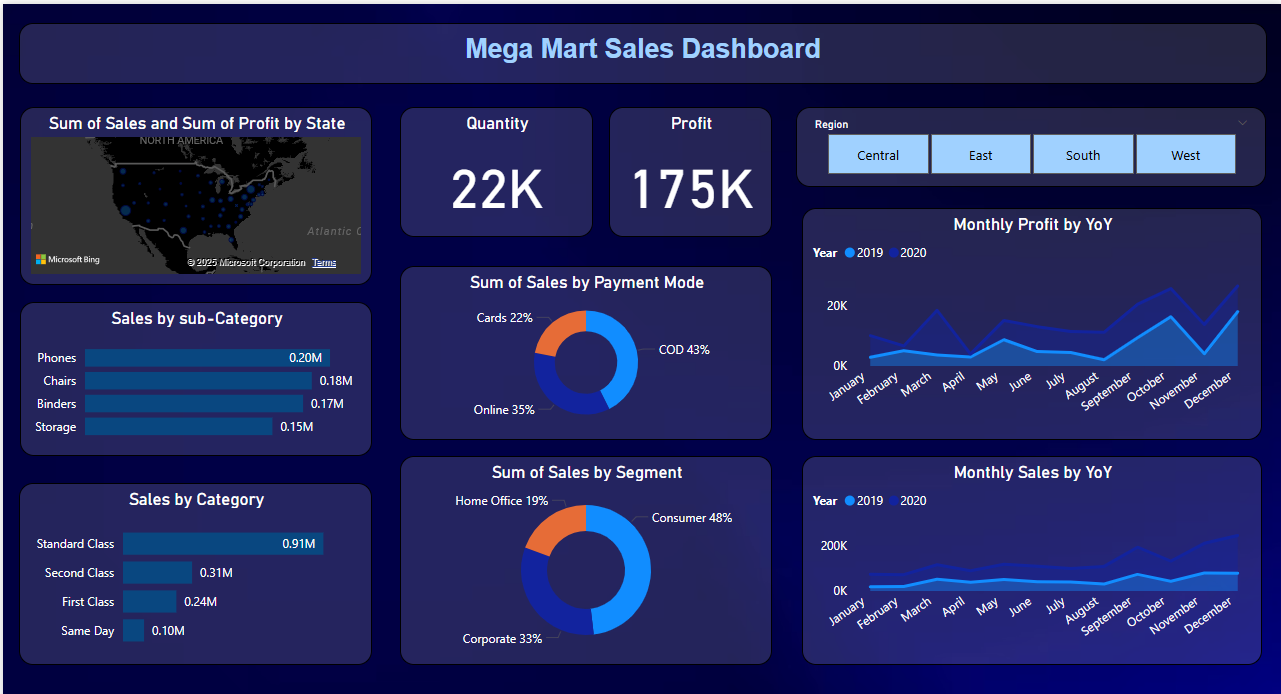 Mega Mart Sales Dashboard
Sum of Sales and Sum of Profit by State
NORTH AMERICA
Atlantic O
Microsoft Bing
© 2025 Microsoft Corporation Terms
Quantity
22K
Profit
175K
Region
Central East South West
Sales by sub-Category
Phones 0.20M
Chairs 0.18M
Binders 0.17M
Storage 0.15M
Sum of Sales by Payment Mode
Cards 22%
COD 43%
Online 35%
Monthly Profit by YoY
Year 2019 2020
20K
0K
January February March April May June July August September October November December
Sales by Category
Standard Class 0.91M
Second Class 0.31M
First Class 0.24M
Same Day 0.10M
Sum of Sales by Segment
Home Office 19%
Consumer 48%
Corporate 33%
Monthly Sales by YoY
Year 2019 2020
200K
0K
January February March April May June July August September October November December